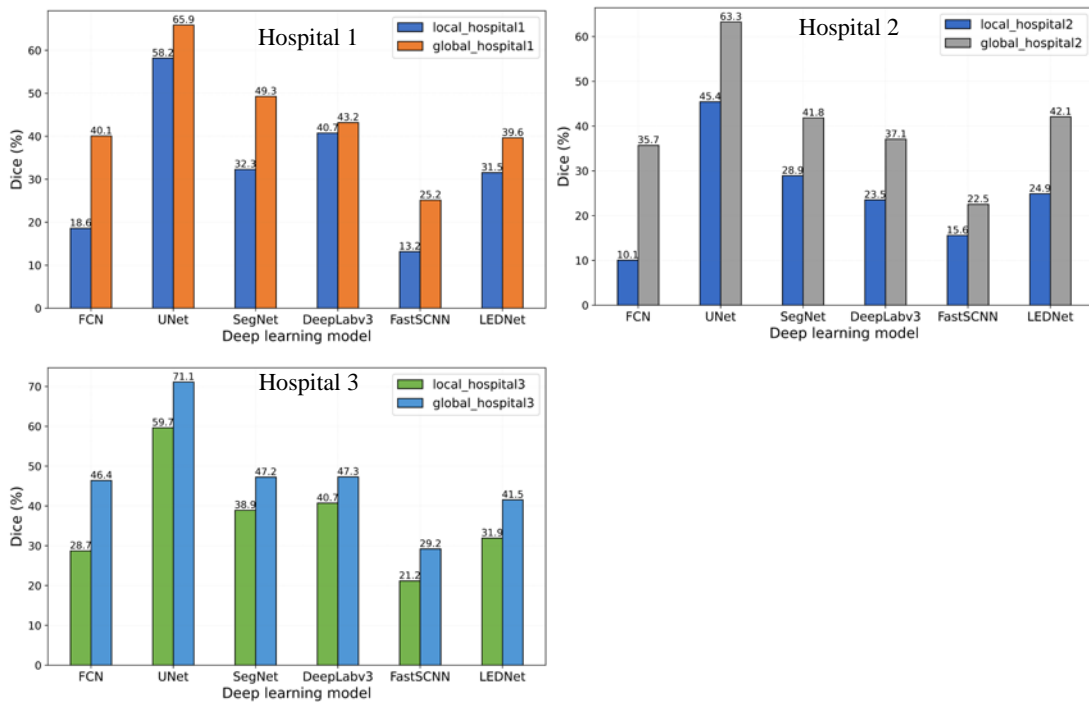 Hospital 1
local_hospital1
global_hospital1
Dice (%)
60
50
40
30
20
10
0
18.6
40.1
58.2
65.9
32.3
49.3
40.7
43.2
13.2
25.2
31.5
39.6
FCN
UNet
SegNet
DeepLabv3
FastSCNN
LEDNet
Deep learning model
Hospital 2
local_hospital2
global_hospital2
Dice (%)
60
50
40
30
20
10
0
10.1
35.7
45.4
63.3
28.9
41.8
23.5
37.1
15.6
22.5
24.9
42.1
FCN
UNet
SegNet
DeepLabv3
FastSCNN
LEDNet
Deep learning model
Hospital 3
local_hospital3
global_hospital3
Dice (%)
70
60
50
40
30
20
10
0
28.7
46.4
59.7
71.1
38.9
47.2
40.7
47.3
21.2
29.2
31.9
41.5
FCN
UNet
SegNet
DeepLabv3
FastSCNN
LEDNet
Deep learning model